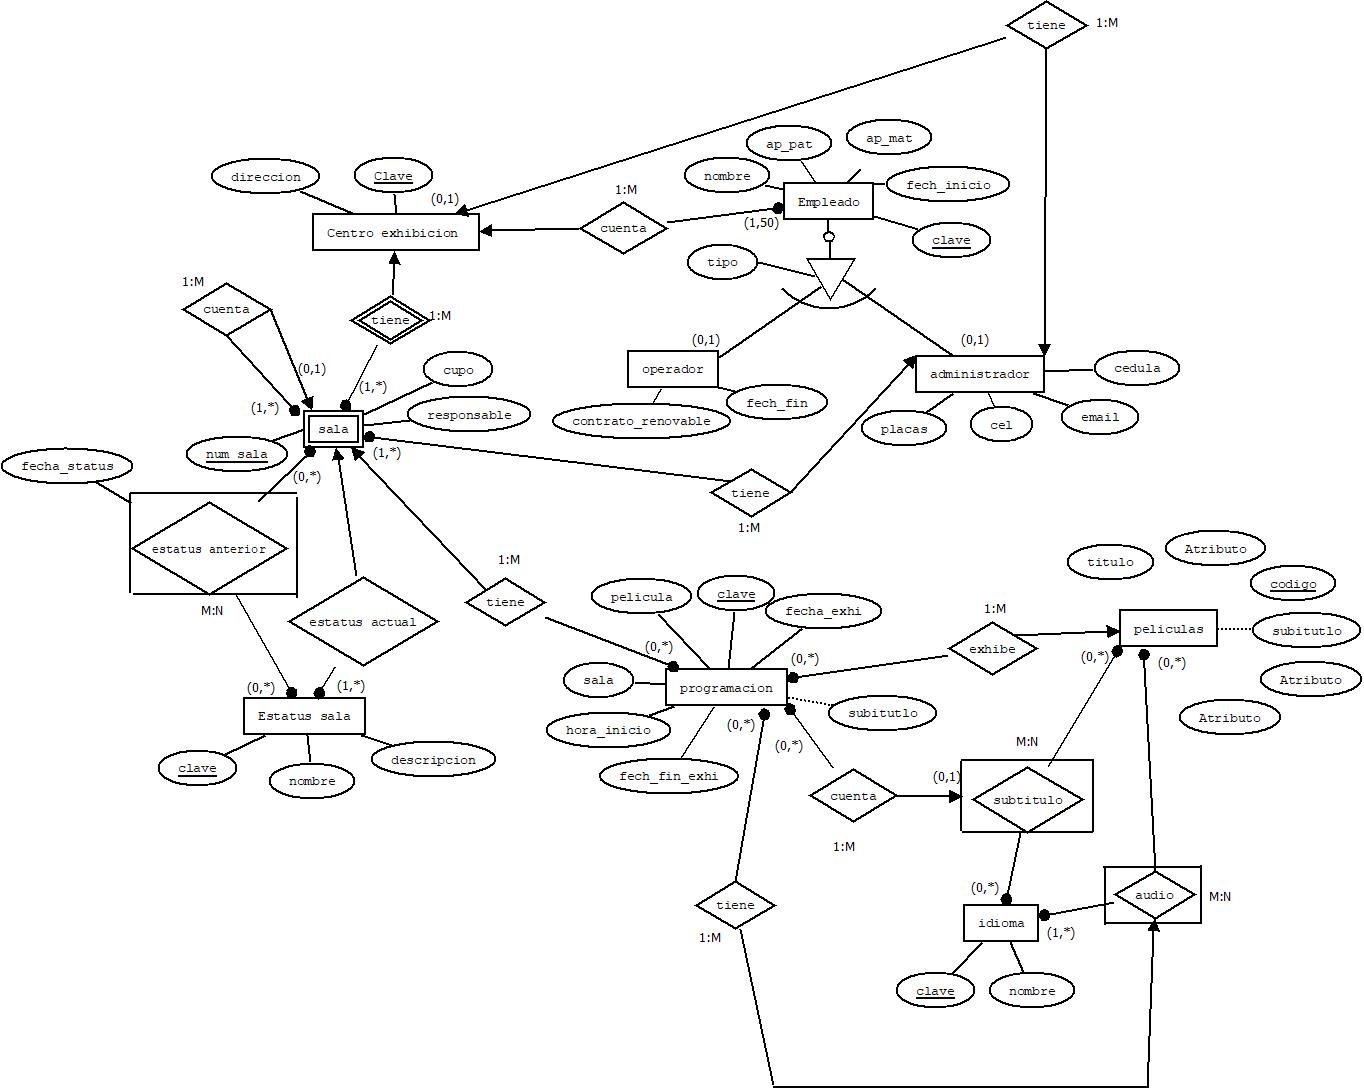 tiene
1:M
ap_pat
ap_mat
direccion
Clave
nombre
fech_inicio
(0,1)
1:M
Empleado
Centro exhibicion
cuenta
(1,50)
clave
tipo
1:M
cuenta
tiene
1:M
(0,1)
(0,1)
(0,1)
cupo
operador
administrador
cedula
(1,*)
(1,*)
responsable
contrato_renovable
fech_fin
placas
cel
email
sala
num_sala
(1,*)
fecha_status
(0,*)
tiene
1:M
estatus anterior
M:N
estatus actual
1:M
tiene
pelicula
clave
fecha_exhi
titulo
Atributo
codigo
1:M
peliculas
subitutlo
exhibe
(0,*)
(0,*)
(0,*)
(0,*)
sala
programacion
Atributo
(0,*)
(1,*)
Estatus sala
hora_inicio
(0,*)
subitutlo
Atributo
(0,*)
M:N
clave
nombre
descripcion
fech_fin_exhi
cuenta
(0,1)
subtitulo
1:M
(0,*)
tiene
1:M
audio
M:N
idioma
(1,*)
clave
nombre